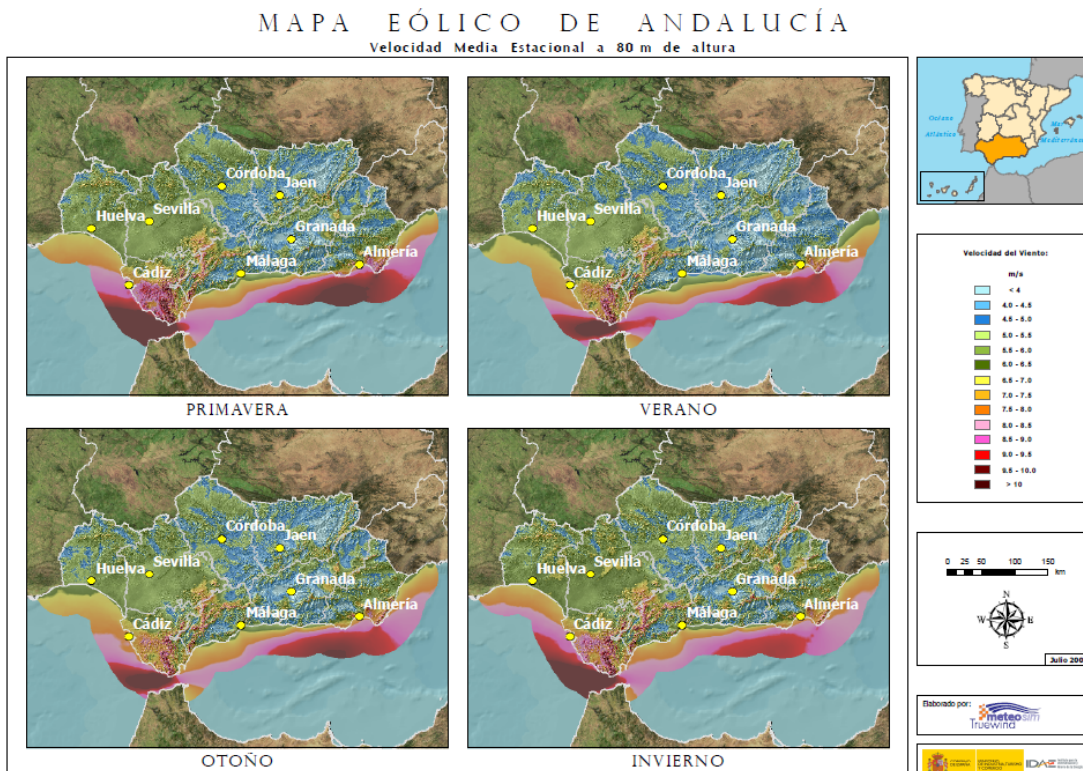 MAPA EÓLICO DE ANDALUCÍA
Velocidad Media Estacional a 80 m de altura
Córdoba
Jaen
Huelva
Sevilla
Granada
Cádiz
Málaga
Almería
PRIMAVERA
Córdoba
Jaen
Huelva
Sevilla
Granada
Cádiz
Málaga
Almería
VERANO
Córdoba
Jaen
Huelva
Sevilla
Granada
Cádiz
Málaga
Almería
OTOÑO
Córdoba
Jaen
Huelva
Sevilla
Granada
Cádiz
Málaga
Almería
INVIERNO
Océano
Atlántico
Mar
Mediterráneo
Velocidad del Viento:
m/s
< 4
4.0 - 4.5
4.5 - 5.0
5.0 - 5.5
5.5 - 6.0
6.0 - 6.5
6.5 - 7.0
7.0 - 7.5
7.5 - 8.0
8.0 - 8.5
8.5 - 9.0
9.0 - 9.5
9.5 - 10.0
> 10
0 25 50 100 150
km
N
W E
S
Julio 200
Elaborado por:
meteosim
Truewind
IDAE